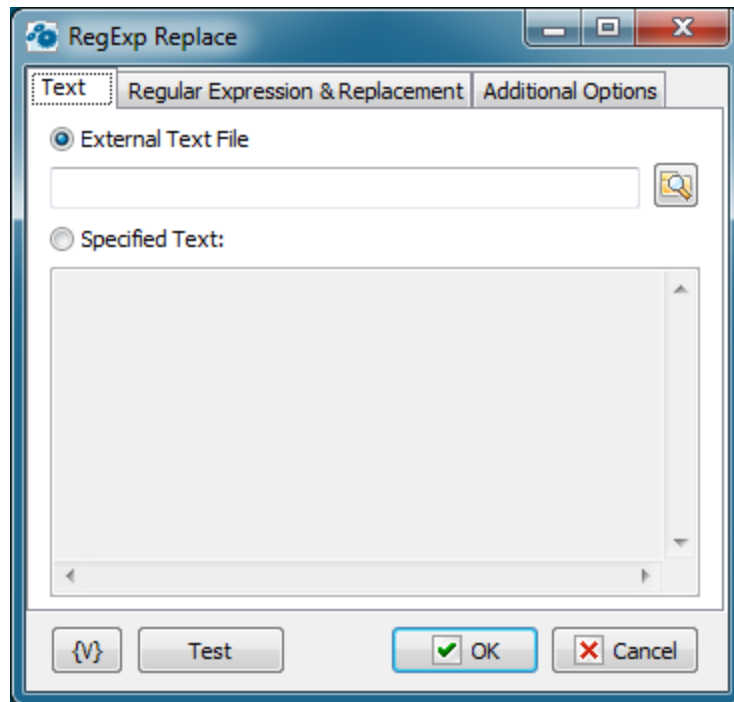 RegExp Replace
Text Regular Expression & Replacement Additional Options
External Text File
Specified Text:
{V} Test OK Cancel